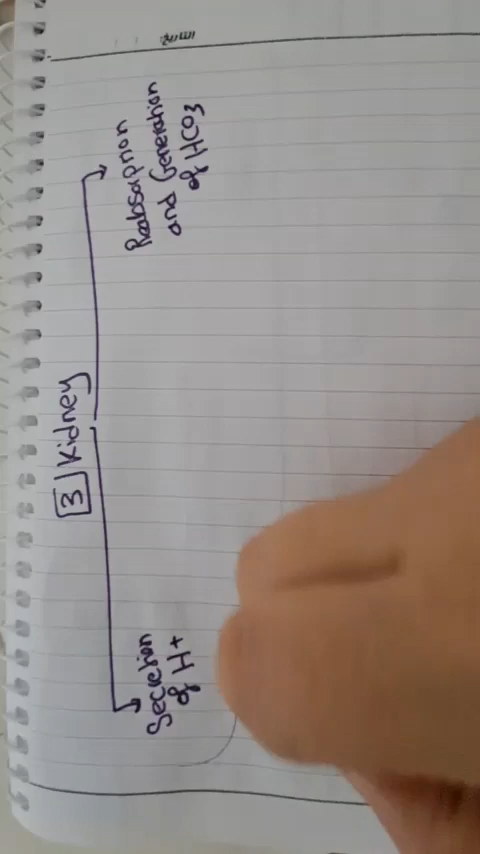 3 Kidney
Secretion
of H+
Reabsorption
and Generation
of HCO3